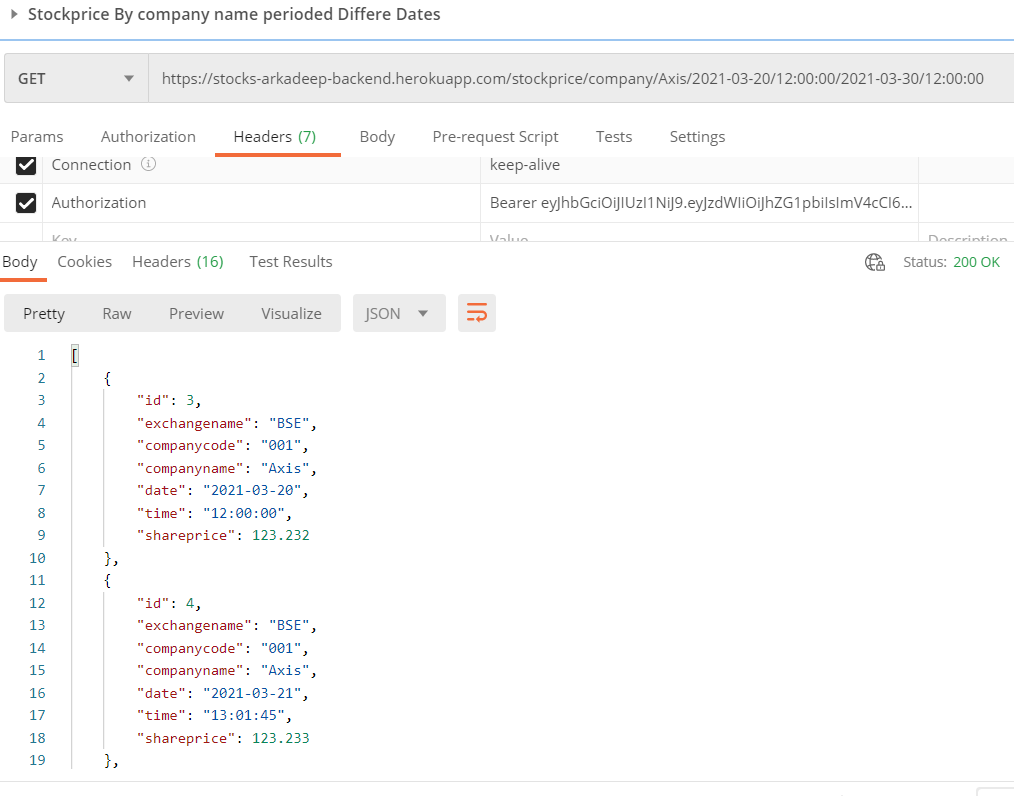 Stockprice By company name perioded Differe Dates
GET https://stocks-arkadeep-backend.herokuapp.com/stockprice/company/Axis/2021-03-20/12:00:00/2021-03-30/12:00:00
Params Authorization Headers (7) Body Pre-request Script Tests Settings
Connection keep-alive
Authorization Bearer eyJhbGciOiJIUzI1NiJ9.eyJzdWIiOiJhZG1pbiIsImV4cCI6...
Key Value Description
Body Cookies Headers (16) Test Results Status: 200 OK
Pretty Raw Preview Visualize JSON
1 [
2 {
3 "id": 3,
4 "exchangename": "BSE",
5 "companycode": "001",
6 "companyname": "Axis",
7 "date": "2021-03-20",
8 "time": "12:00:00",
9 "shareprice": 123.232
10 },
11 {
12 "id": 4,
13 "exchangename": "BSE",
14 "companycode": "001",
15 "companyname": "Axis",
16 "date": "2021-03-21",
17 "time": "13:01:45",
18 "shareprice": 123.233
19 },